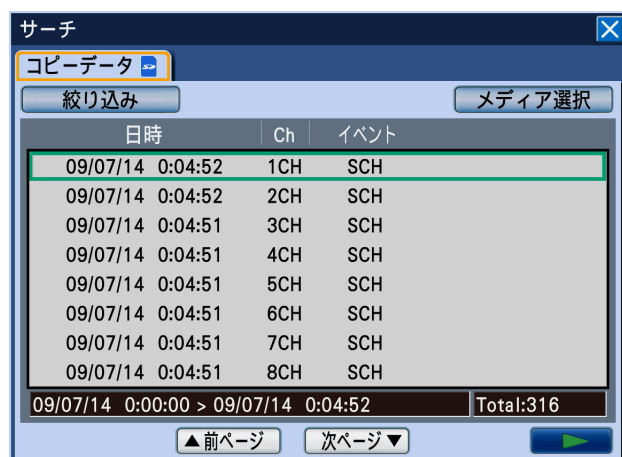 サーチ
コピーデータ
絞り込み メディア選択
日時 Ch イベント
09/07/14 0:04:52 1CH SCH
09/07/14 0:04:52 2CH SCH
09/07/14 0:04:51 3CH SCH
09/07/14 0:04:51 4CH SCH
09/07/14 0:04:51 5CH SCH
09/07/14 0:04:51 6CH SCH
09/07/14 0:04:51 7CH SCH
09/07/14 0:04:51 8CH SCH
09/07/14 0:00:00 > 09/07/14 0:04:52 Total:316
▲前ページ 次ページ▼